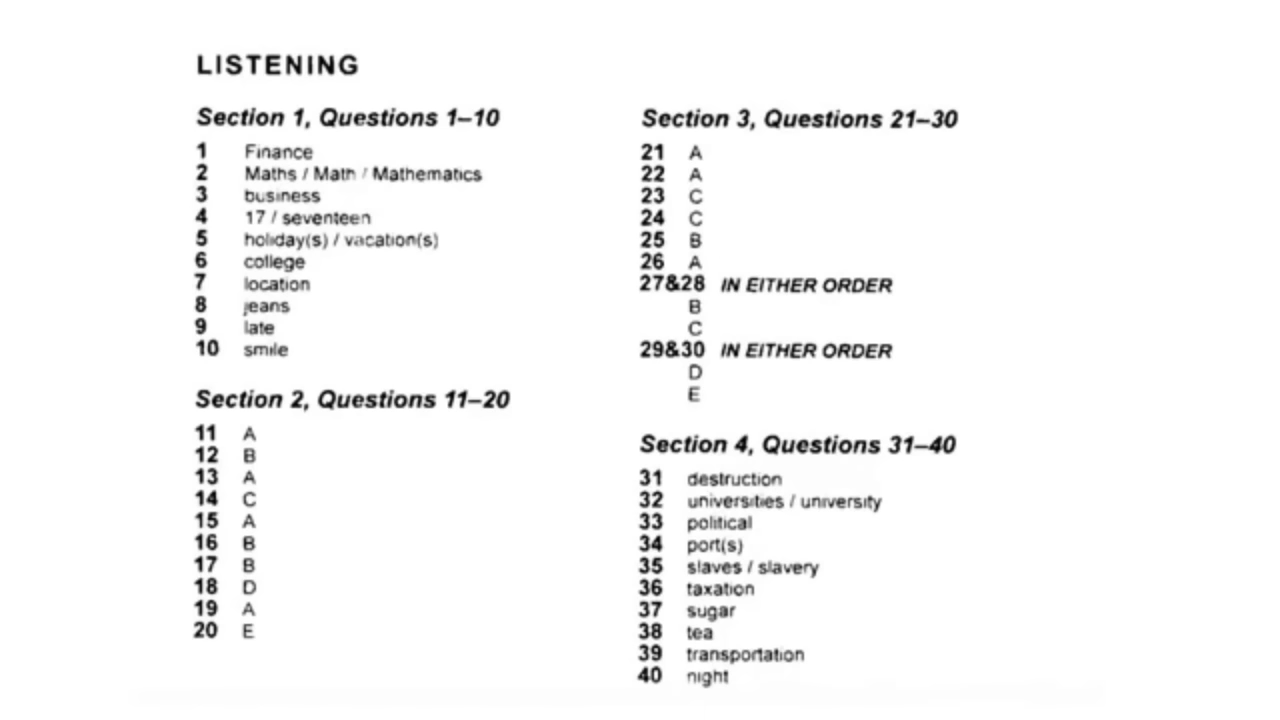 LISTENING
Section 1, Questions 1–10
1 Finance
2 Maths / Math / Mathematics
3 business
4 17 / seventeen
5 holiday(s) / vacation(s)
6 college
7 location
8 jeans
9 late
10 smile
Section 2, Questions 11–20
11 A
12 B
13 A
14 C
15 A
16 B
17 B
18 D
19 A
20 E
Section 3, Questions 21–30
21 A
22 A
23 C
24 C
25 B
26 A
27&28 IN EITHER ORDER
B
C
29&30 IN EITHER ORDER
D
E
Section 4, Questions 31–40
31 destruction
32 universities / university
33 political
34 port(s)
35 slaves / slavery
36 taxation
37 sugar
38 tea
39 transportation
40 night